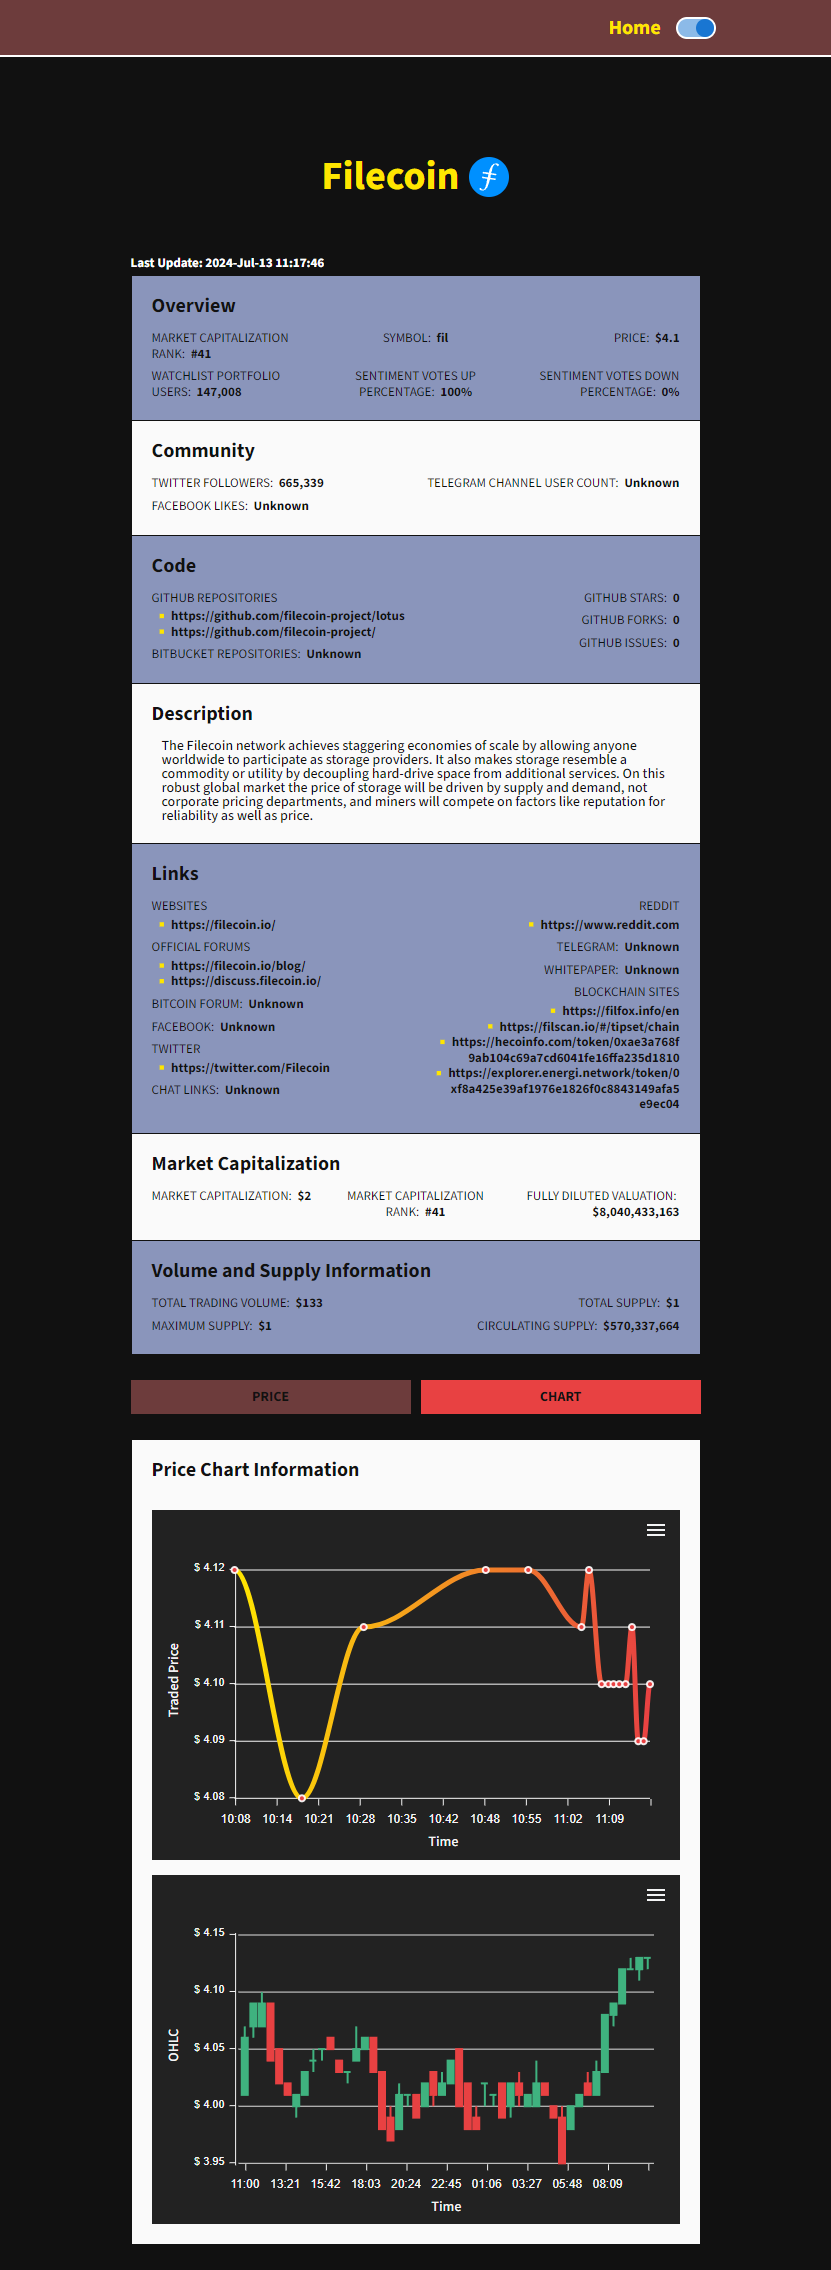 Home
Filecoin
Last Update: 2024-Jul-13 11:17:46
Overview
MARKET CAPITALIZATION RANK: #41
SYMBOL: fil
PRICE: $4.1
WATCHLIST PORTFOLIO USERS: 147,008
SENTIMENT VOTES UP PERCENTAGE: 100%
SENTIMENT VOTES DOWN PERCENTAGE: 0%
Community
TWITTER FOLLOWERS: 665,339
TELEGRAM CHANNEL USER COUNT: Unknown
FACEBOOK LIKES: Unknown
Code
GITHUB REPOSITORIES
https://github.com/filecoin-project/lotus
https://github.com/filecoin-project/
BITBUCKET REPOSITORIES: Unknown
GITHUB STARS: 0
GITHUB FORKS: 0
GITHUB ISSUES: 0
Description
The Filecoin network achieves staggering economies of scale by allowing anyone
worldwide to participate as storage providers. It also makes storage resemble a
commodity or utility by decoupling hard-drive space from additional services. On this
robust global market the price of storage will be driven by supply and demand, not
corporate pricing departments, and miners will compete on factors like reputation for
reliability as well as price.
Links
WEBSITES
https://filecoin.io/
OFFICIAL FORUMS
https://filecoin.io/blog/
https://discuss.filecoin.io/
BITCOIN FORUM: Unknown
FACEBOOK: Unknown
TWITTER
https://twitter.com/Filecoin
CHAT LINKS: Unknown
REDDIT
https://www.reddit.com
TELEGRAM: Unknown
WHITEPAPER: Unknown
BLOCKCHAIN SITES
https://filfox.info/en
https://filscan.io/#/tipset/chain
https://hecoinfo.com/token/0xae3a768f
9ab104c69a7cd6041fe16ffa235d1810
https://explorer.energi.network/token/0
xf8a425e39af1976e1826f0c8843149afa5
e9ec04
Market Capitalization
MARKET CAPITALIZATION: $2
MARKET CAPITALIZATION RANK: #41
FULLY DILUTED VALUATION: $8,040,433,163
Volume and Supply Information
TOTAL TRADING VOLUME: $133
TOTAL SUPPLY: $1
MAXIMUM SUPPLY: $1
CIRCULATING SUPPLY: $570,337,664
PRICE
CHART
Price Chart Information
Traded Price
$ 4.12
$ 4.11
$ 4.10
$ 4.09
$ 4.08
10:08 10:14 10:21 10:28 10:35 10:42 10:48 10:55 11:02 11:09
Time
OHLC
$ 4.15
$ 4.10
$ 4.05
$ 4.00
$ 3.95
11:00 13:21 15:42 18:03 20:24 22:45 01:06 03:27 05:48 08:09
Time